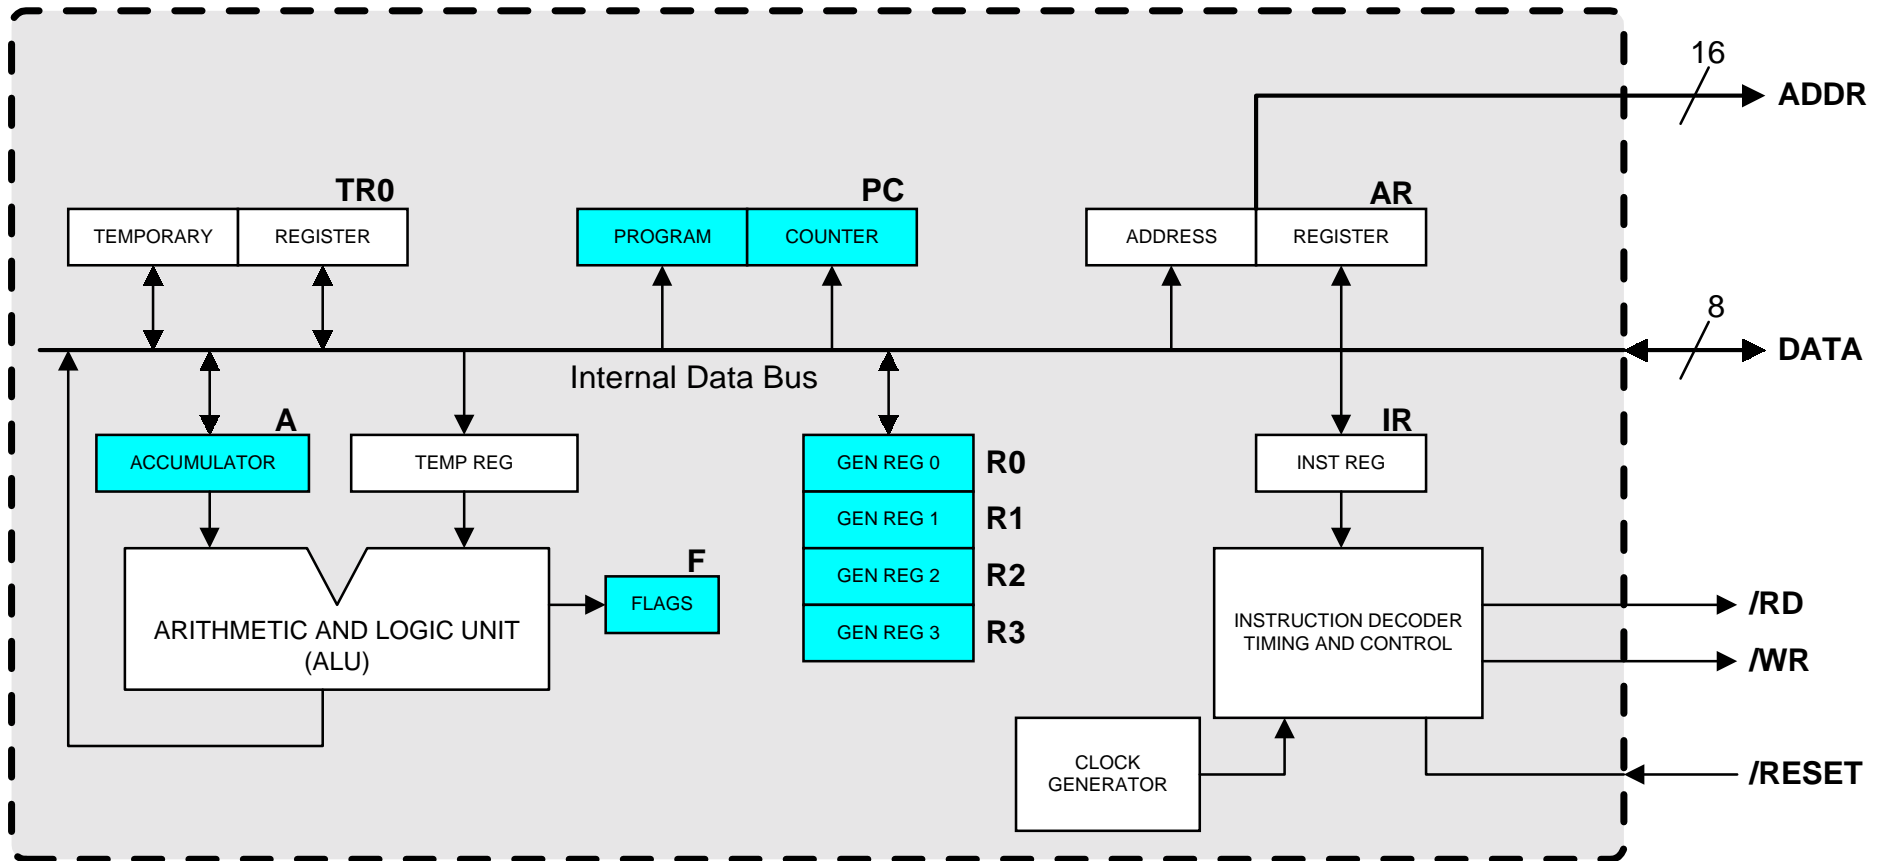 16
ADDR
TR0
PC
AR
TEMPORARY
REGISTER
PROGRAM
COUNTER
ADDRESS
REGISTER
8
DATA
Internal Data Bus
A
IR
ACCUMULATOR
TEMP REG
GEN REG 0
R0
INST REG
GEN REG 1
R1
F
GEN REG 2
R2
FLAGS
/RD
ARITHMETIC AND LOGIC UNIT
(ALU)
GEN REG 3
R3
INSTRUCTION DECODER
TIMING AND CONTROL
/WR
CLOCK
GENERATOR
/RESET